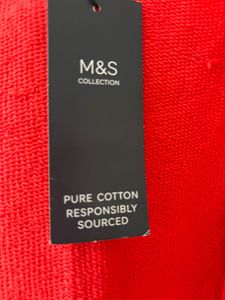 M&S
COLLECTION
PURE COTTON
RESPONSIBLY
SOURCED